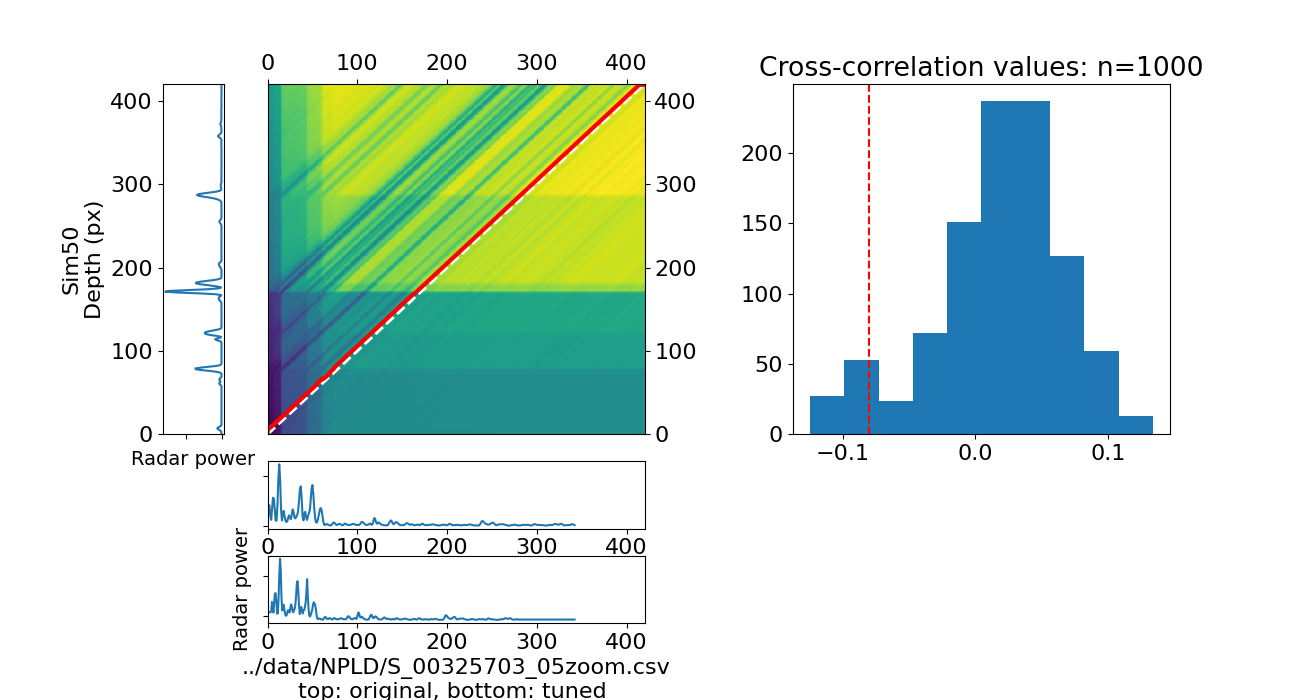 Cross-correlation values: n=1000
0 100 200 300 400
400
300
200
100
0
Sim50
Depth (px)
Radar power
400
300
200
100
0
200
150
100
50
0
−0.1 0.0 0.1
0 100 200 300 400
Radar power
0 100 200 300 400
../data/NPLD/S_00325703_05zoom.csv
top: original, bottom: tuned